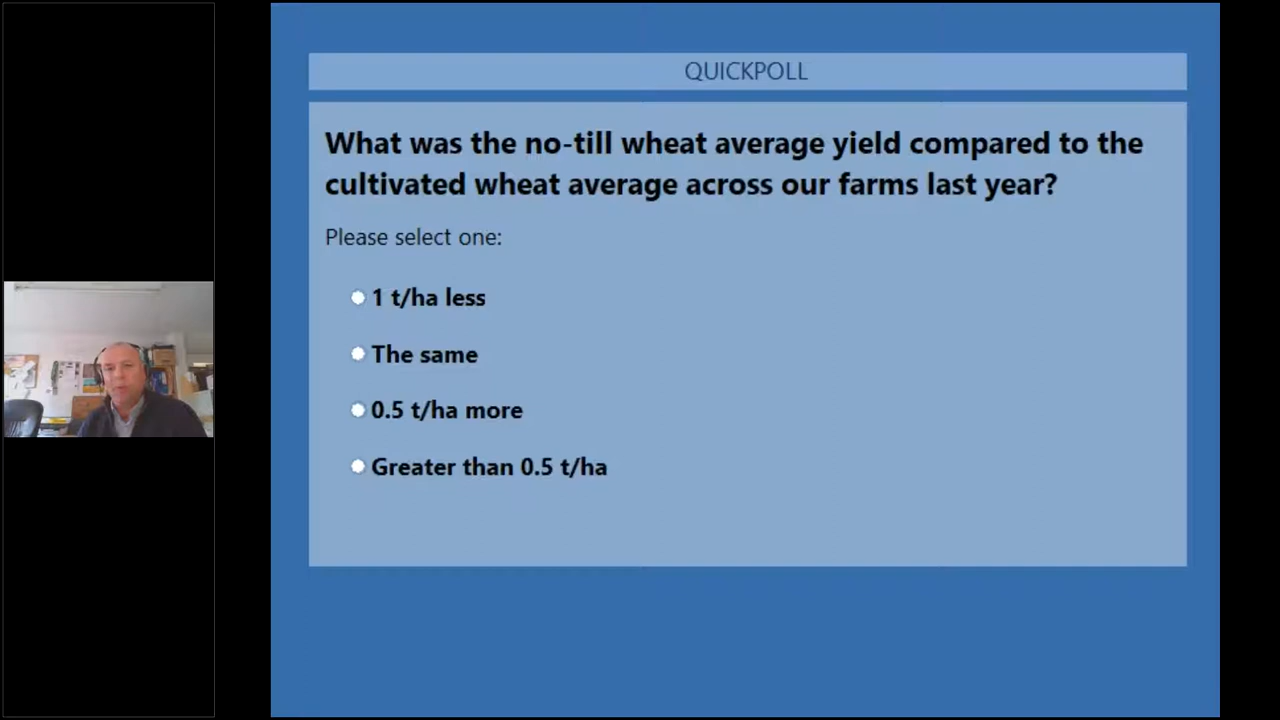 QUICKPOLL
What was the no-till wheat average yield compared to the
cultivated wheat average across our farms last year?
Please select one:
1 t/ha less
The same
0.5 t/ha more
Greater than 0.5 t/ha